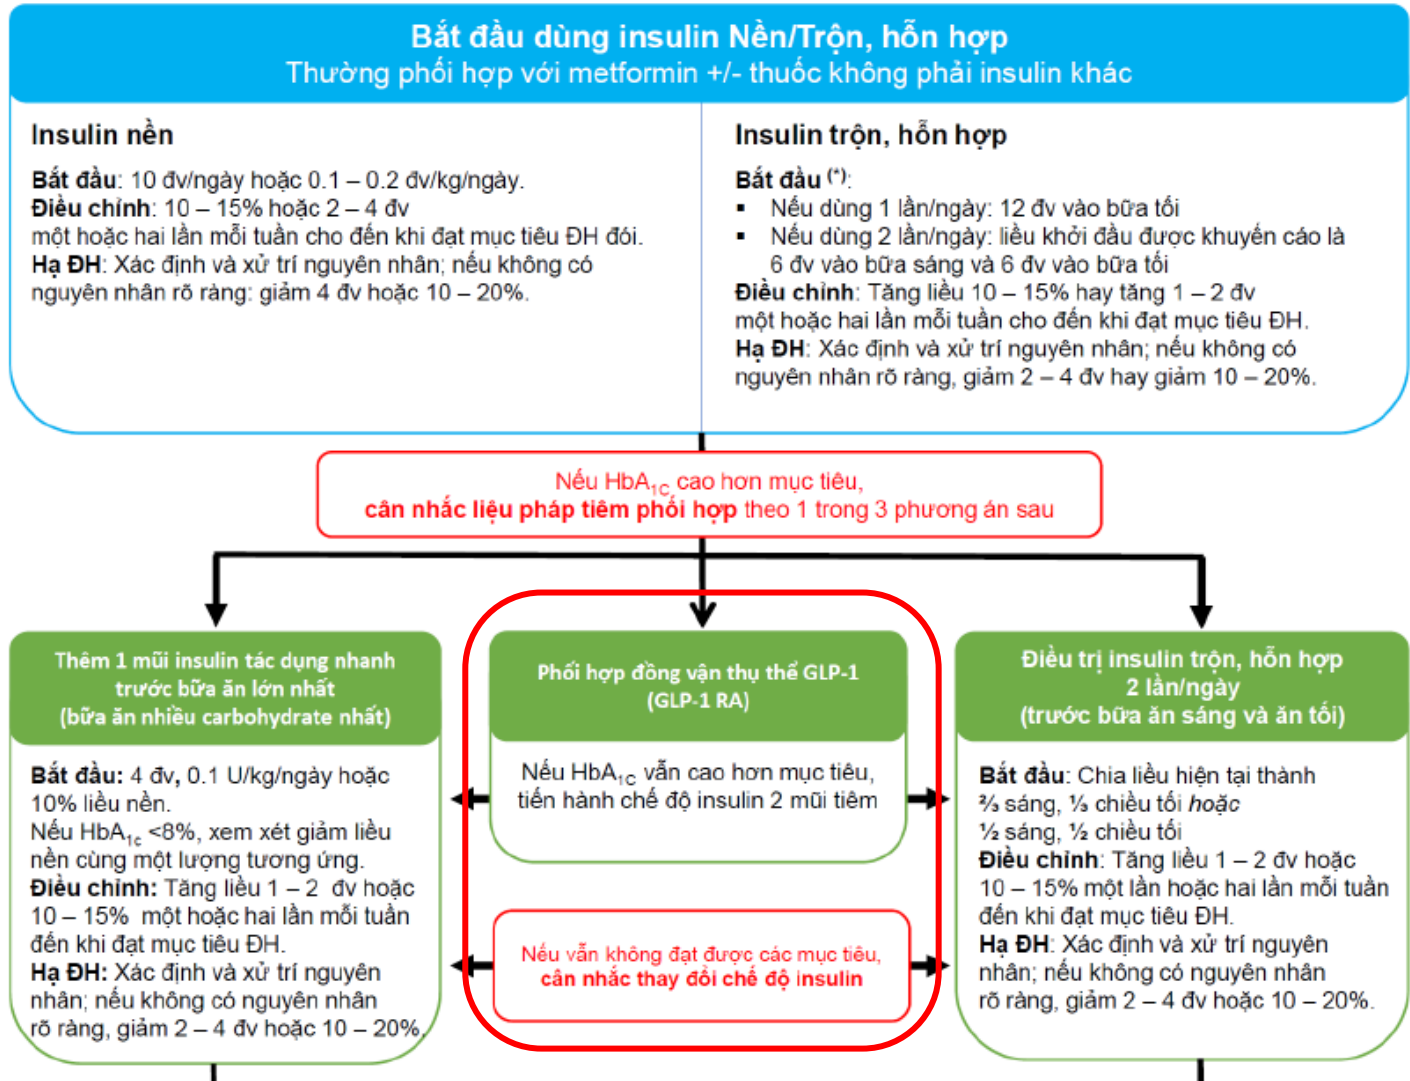 Bắt đầu dùng insulin Nền/Trộn, hỗn hợp
Thường phối hợp với metformin +/- thuốc không phải insulin khác
Insulin nền
Bắt đầu: 10 đv/ngày hoặc 0.1 – 0.2 đv/kg/ngày.
Điều chỉnh: 10 – 15% hoặc 2 – 4 đv
một hoặc hai lần mỗi tuần cho đến khi đạt mục tiêu ĐH đói.
Hạ ĐH: Xác định và xử trí nguyên nhân; nếu không có
nguyên nhân rõ ràng: giảm 4 đv hoặc 10 – 20%.
Insulin trộn, hỗn hợp
Bắt đầu (*):
▪ Nếu dùng 1 lần/ngày: 12 đv vào bữa tối
▪ Nếu dùng 2 lần/ngày: liều khởi đầu được khuyến cáo là
6 đv vào bữa sáng và 6 đv vào bữa tối
Điều chỉnh: Tăng liều 10 – 15% hay tăng 1 – 2 đv
một hoặc hai lần mỗi tuần cho đến khi đạt mục tiêu ĐH.
Hạ ĐH: Xác định và xử trí nguyên nhân; nếu không có
nguyên nhân rõ ràng, giảm 2 – 4 đv hay giảm 10 – 20%.
Nếu HbA1C cao hơn mục tiêu,
cân nhắc liệu pháp tiêm phối hợp theo 1 trong 3 phương án sau
Thêm 1 mũi insulin tác dụng nhanh
trước bữa ăn lớn nhất
(bữa ăn nhiều carbohydrate nhất)
Bắt đầu: 4 đv, 0.1 U/kg/ngày hoặc
10% liều nền.
Nếu HbA1c <8%, xem xét giảm liều
nền cùng một lượng tương ứng.
Điều chỉnh: Tăng liều 1 – 2 đv hoặc
10 – 15% một hoặc hai lần mỗi tuần
đến khi đạt mục tiêu ĐH.
Hạ ĐH: Xác định và xử trí nguyên
nhân; nếu không có nguyên nhân
rõ ràng, giảm 2 – 4 đv hoặc 10 – 20%.
Phối hợp đồng vận thụ thể GLP-1
(GLP-1 RA)
Nếu HbA1C vẫn cao hơn mục tiêu,
tiến hành chế độ insulin 2 mũi tiêm
Nếu vẫn không đạt được các mục tiêu,
cân nhắc thay đổi chế độ insulin
Điều trị insulin trộn, hỗn hợp
2 lần/ngày
(trước bữa ăn sáng và ăn tối)
Bắt đầu: Chia liều hiện tại thành
⅔ sáng, ⅓ chiều tối hoặc
½ sáng, ½ chiều tối
Điều chỉnh: Tăng liều 1 – 2 đv hoặc
10 – 15% một lần hoặc hai lần mỗi tuần
đến khi đạt mục tiêu ĐH.
Hạ ĐH: Xác định và xử trí nguyên
nhân; nếu không có nguyên nhân
rõ ràng, giảm 2 – 4 đv hoặc 10 – 20%.